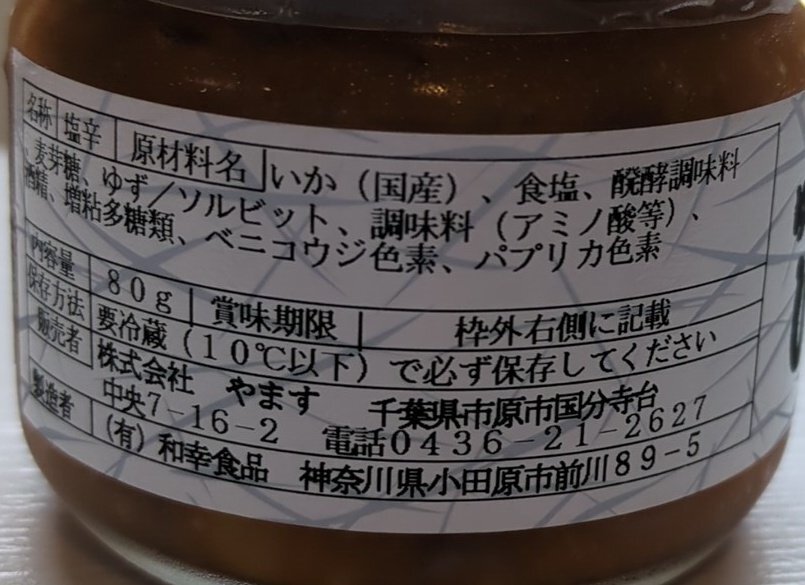 名称 塩辛 原材料名 いか（国産）、食塩、醗酵調味料
、麦芽糖、ゆず／ソルビット、調味料（アミノ酸等）、
酒精、増粘多糖類、ベニコウジ色素、パプリカ色素
内容量 80g 賞味期限 枠外右側に記載
保存方法 要冷蔵（10℃以下）で必ず保存してください
販売者 株式会社 やます 千葉県市原市国分寺台
中央7-16-2 電話0436-21-2627
製造者 (有) 和幸食品 神奈川県小田原市前川89-5